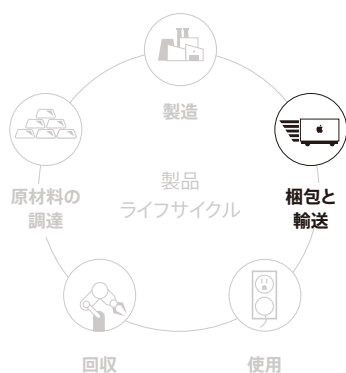 製造
梱包と
輸送
原材料の
調達
製品
ライフサイクル
回収
使用